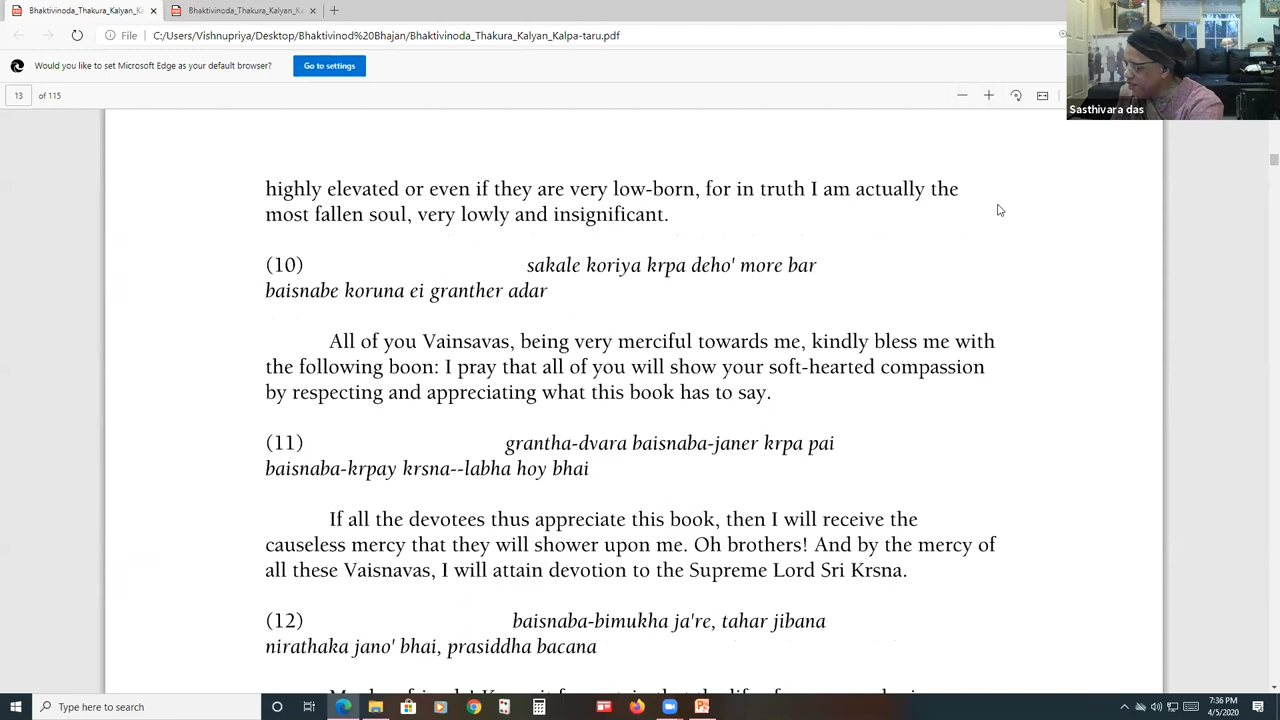 Bhaktivinoda_Thakura_Kalyan_K
Bhaktivinoda_Thakura_Kalyan_K
File
C:/Users/Vishnupriya/Desktop/Bhaktivinod%20Bhajan/Bhaktivinoda_Thakura_Kalyan_Kalpa-taru.pdf
Would you like to set Microsoft Edge as your default browser?
Go to settings
13 of 115
Sasthivara das
highly elevated or even if they are very low-born, for in truth I am actually the
most fallen soul, very lowly and insignificant.
(10) sakale koriya krpa deho' more bar
baisnabe koruna ei granther adar
All of you Vainsavas, being very merciful towards me, kindly bless me with
the following boon: I pray that all of you will show your soft-hearted compassion
by respecting and appreciating what this book has to say.
(11) grantha-dvara baisnaba-janer krpa pai
baisnaba-krpay krsna--labha hoy bhai
If all the devotees thus appreciate this book, then I will receive the
causeless mercy that they will shower upon me. Oh brothers! And by the mercy of
all these Vaisnavas, I will attain devotion to the Supreme Lord Sri Krsna.
(12) baisnaba-bimukha ja're, tahar jibana
nirathaka jano' bhai, prasiddha bacana
Type here to search
7:36 PM
4/5/2020